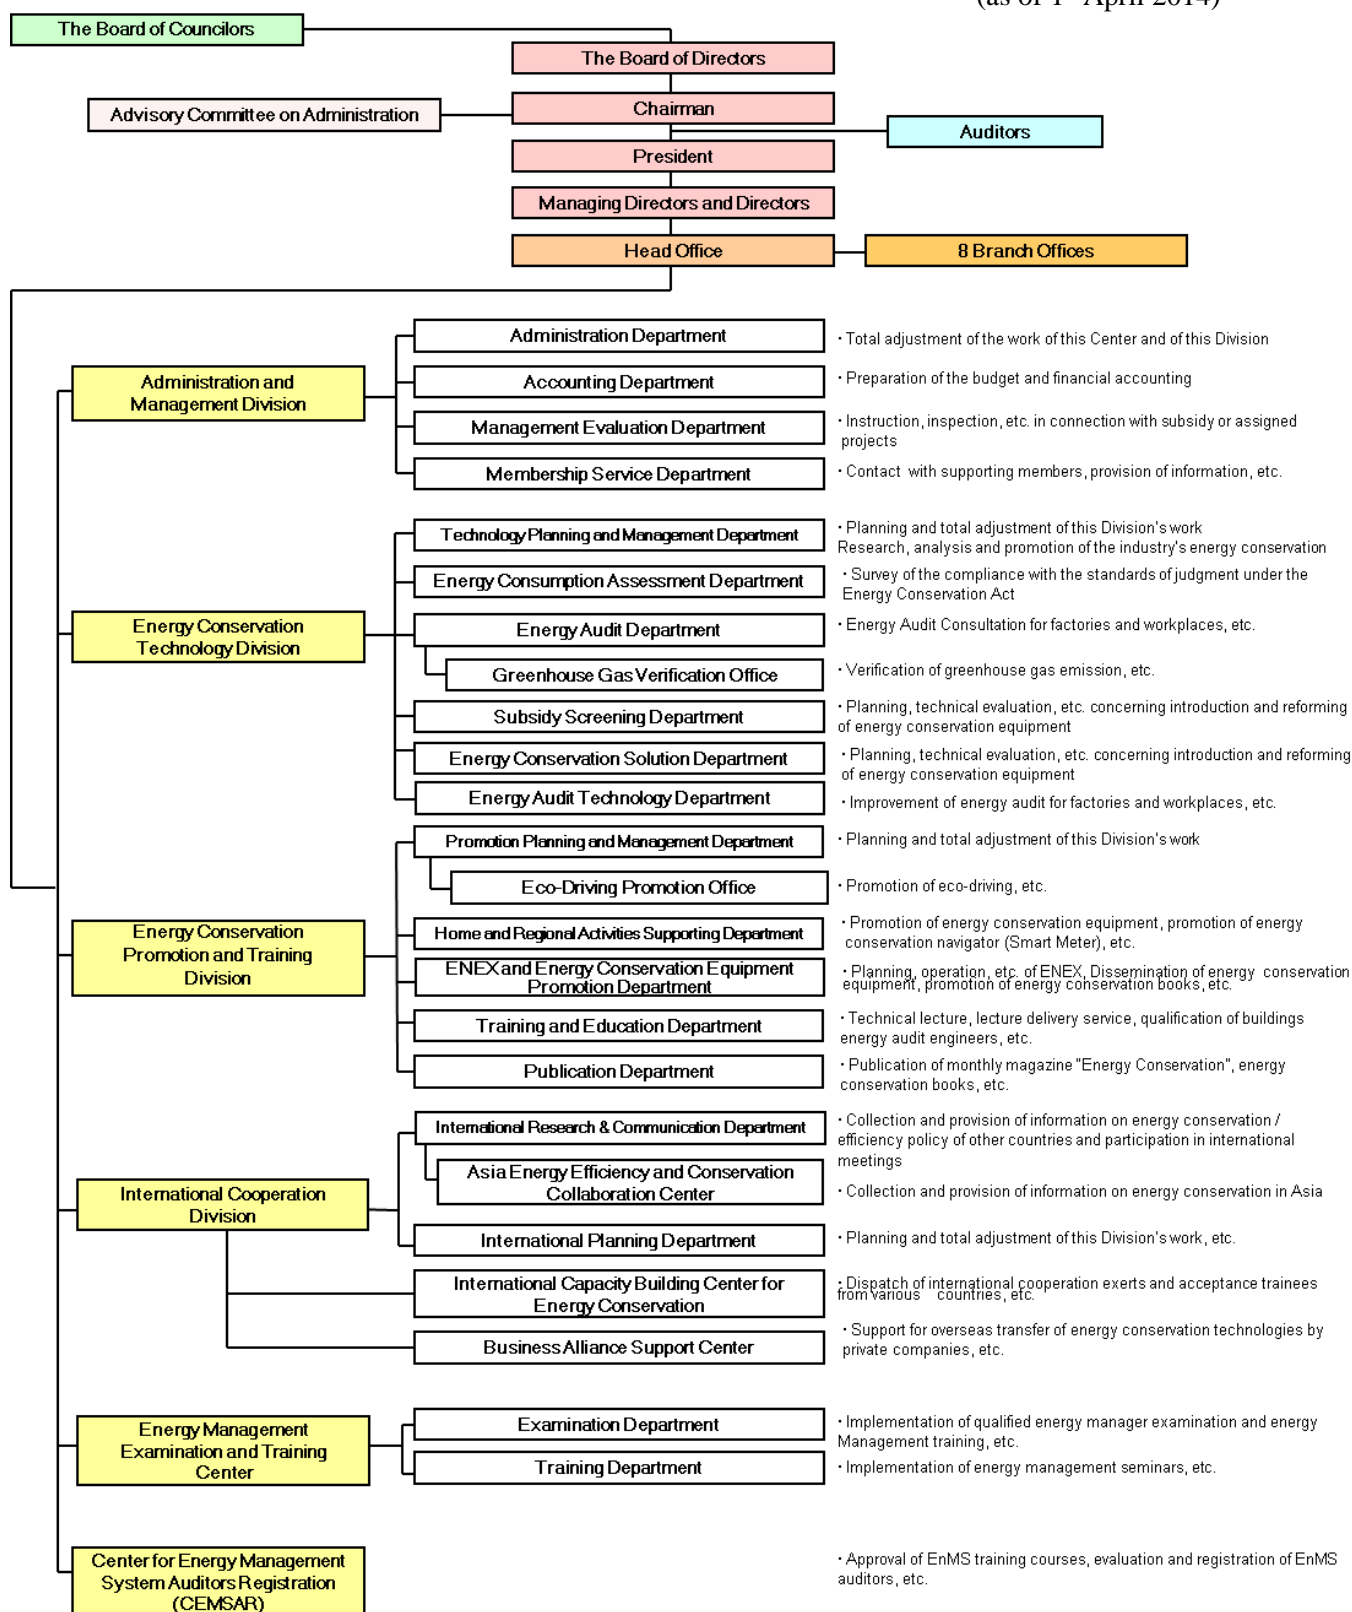 (as of 1st April 2014)
The Board of Councilors
The Board of Directors
Advisory Committee on Administration
Chairman
Auditors
President
Managing Directors and Directors
Head Office
8 Branch Offices
Administration and
Management Division
Administration Department
・Total adjustment of the work of this Center and of this Division
Accounting Department
・Preparation of the budget and financial accounting
Management Evaluation Department
・Instruction, inspection, etc. in connection with subsidy or assigned
projects
Membership Service Department
・Contact with supporting members, provision of information, etc.
Energy Conservation
Technology Division
Technology Planning and Management Department
・Planning and total adjustment of this Division's work
Research, analysis and promotion of the industry's energy conservation
Energy Consumption Assessment Department
・Survey of the compliance with the standards of judgment under the
Energy Conservation Act
Energy Audit Department
・Energy Audit Consultation for factories and workplaces, etc.
Greenhouse Gas Verification Office
・Verification of greenhouse gas emission, etc.
Subsidy Screening Department
・Planning, technical evaluation, etc. concerning introduction and reforming
of energy conservation equipment
Energy Conservation Solution Department
・Planning, technical evaluation, etc. concerning introduction and reforming
of energy conservation equipment
Energy Audit Technology Department
・Improvement of energy audit for factories and workplaces, etc.
Energy Conservation
Promotion and Training
Division
Promotion Planning and Management Department
・Planning and total adjustment of this Division's work
Eco-Driving Promotion Office
・Promotion of eco-driving, etc.
Home and Regional Activities Supporting Department
・Promotion of energy conservation equipment, promotion of energy
conservation navigator (Smart Meter), etc.
ENEX and Energy Conservation Equipment
Promotion Department
・Planning, operation, etc. of ENEX, Dissemination of energy conservation
equipment, promotion of energy conservation books, etc.
Training and Education Department
・Technical lecture, lecture delivery service, qualification of buildings
energy audit engineers, etc.
Publication Department
・Publication of monthly magazine "Energy Conservation", energy
conservation books, etc.
International Cooperation
Division
International Research & Communication Department
・Collection and provision of information on energy conservation /
efficiency policy of other countries and participation in international
meetings
Asia Energy Efficiency and Conservation
Collaboration Center
・Collection and provision of information on energy conservation in Asia
International Planning Department
・Planning and total adjustment of this Division's work, etc.
International Capacity Building Center for
Energy Conservation
・Dispatch of international cooperation exerts and acceptance trainees
from various countries, etc.
Business Alliance Support Center
・Support for overseas transfer of energy conservation technologies by
private companies, etc.
Energy Management
Examination and Training
Center
Examination Department
・Implementation of qualified energy manager examination and energy
Management training, etc.
Training Department
・Implementation of energy management seminars, etc.
Center for Energy Management
System Auditors Registration
(CEMSAR)
・Approval of EnMS training courses, evaluation and registration of EnMS
auditors, etc.